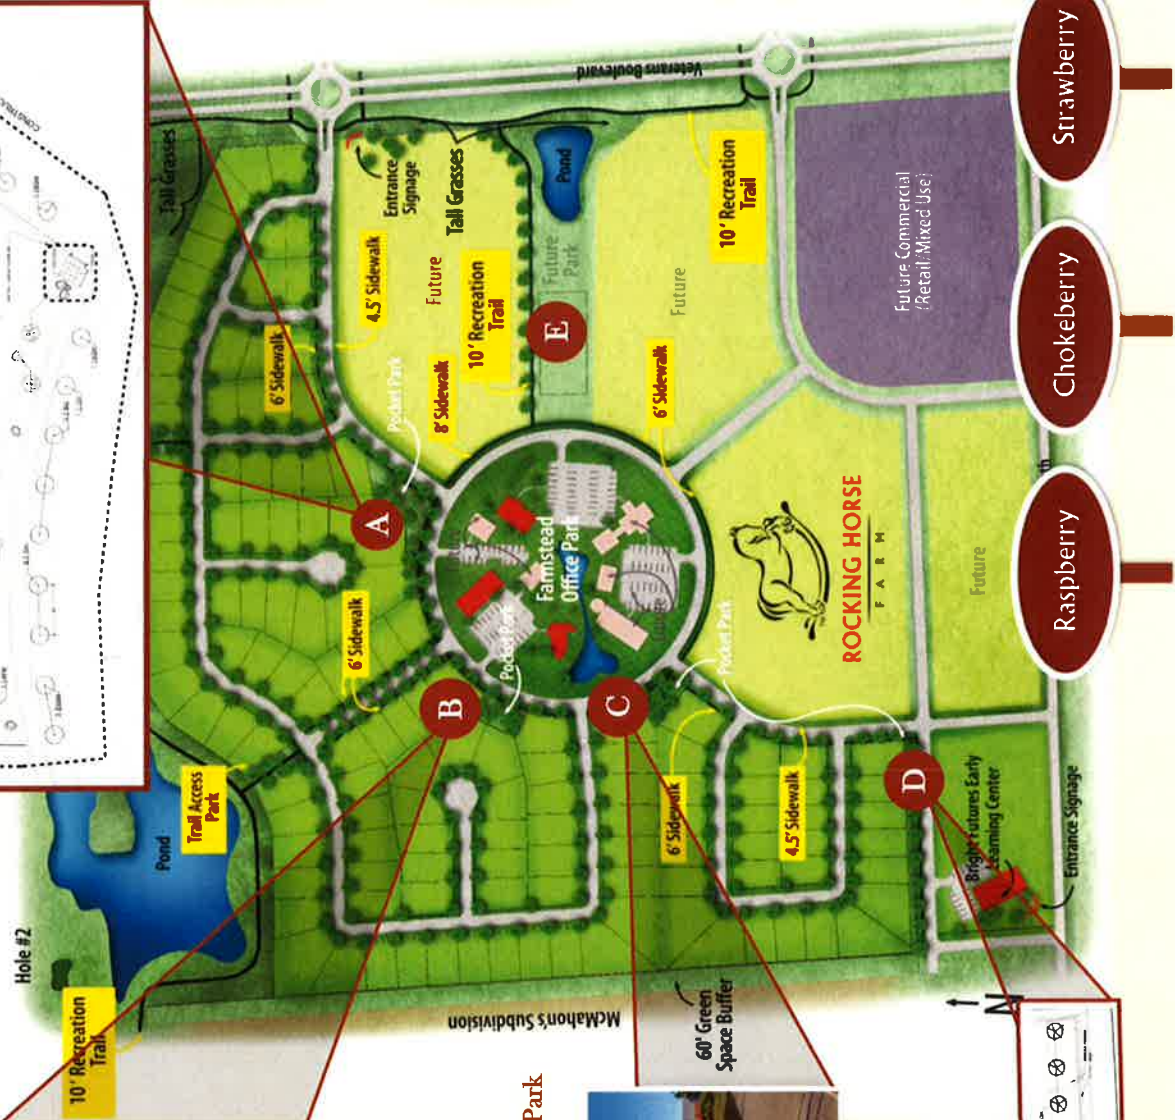 Hole #2
Pond
Trail Access
Park
10' Recreation
Trail
6' Sidewalk
B
McMahon's Subdivision
60' Green
Space Buffer
Park
Tall Grasses
6' Sidewalk
A
4.5' Sidewalk
Entrance
Signage
Tall Grasses
Future
10' Recreation
Trail
8' Sidewalk
Pocket Park
Veterans Boulevard
Pond
Future
Park
E
Future
10' Recreation
Trail
6' Sidewalk
Farmstead
Office Park
Pocket Park
C
Pocket Park
6' Sidewalk
4.5' Sidewalk
ROCKING HORSE
FARM
Future Commercial
(Retail/Mixed Use)
Future
D
Bright Futures Early
Learning Center
Entrance Signage
N
Raspberry
Chokeberry
Strawberry